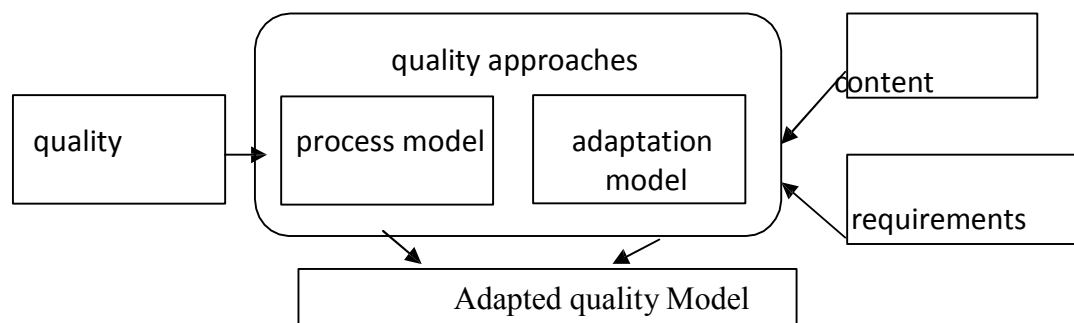 quality approaches
content
quality
process model
adaptation
model
requirements
Adapted quality Model